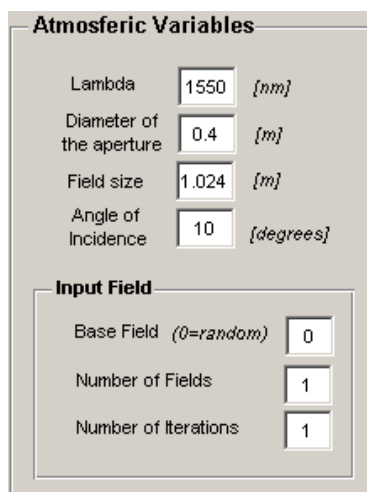 Atmosferic Variables
Lambda 1550 [nm]
Diameter of
the aperture 0.4 [m]
Field size 1.024 [m]
Angle of
Incidence 10 [degrees]
Input Field
Base Field (0=random) 0
Number of Fields 1
Number of Iterations 1